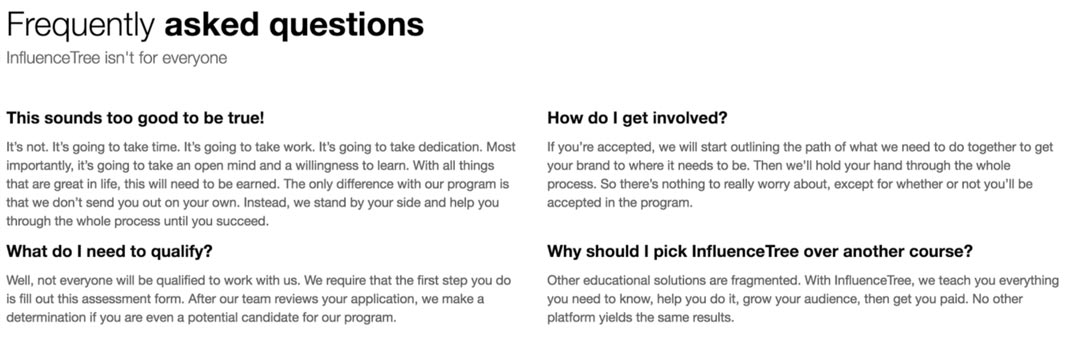 Frequently asked questions
InfluenceTree isn't for everyone
This sounds too good to be true!
It's not. It's going to take time. It's going to take work. It's going to take dedication. Most
importantly, it's going to take an open mind and a willingness to learn. With all things
that are great in life, this will need to be earned. The only difference with our program is
that we don't send you out on your own. Instead, we stand by your side and help you
through the whole process until you succeed.
How do I get involved?
If you're accepted, we will start outlining the path of what we need to do together to get
your brand to where it needs to be. Then we'll hold your hand through the whole
process. So there's nothing to really worry about, except for whether or not you'll be
accepted in the program.
What do I need to qualify?
Well, not everyone will be qualified to work with us. We require that the first step you do
is fill out this assessment form. After our team reviews your application, we make a
determination if you are even a potential candidate for our program.
Why should I pick InfluenceTree over another course?
Other educational solutions are fragmented. With InfluenceTree, we teach you everything
you need to know, help you do it, grow your audience, then get you paid. No other
platform yields the same results.